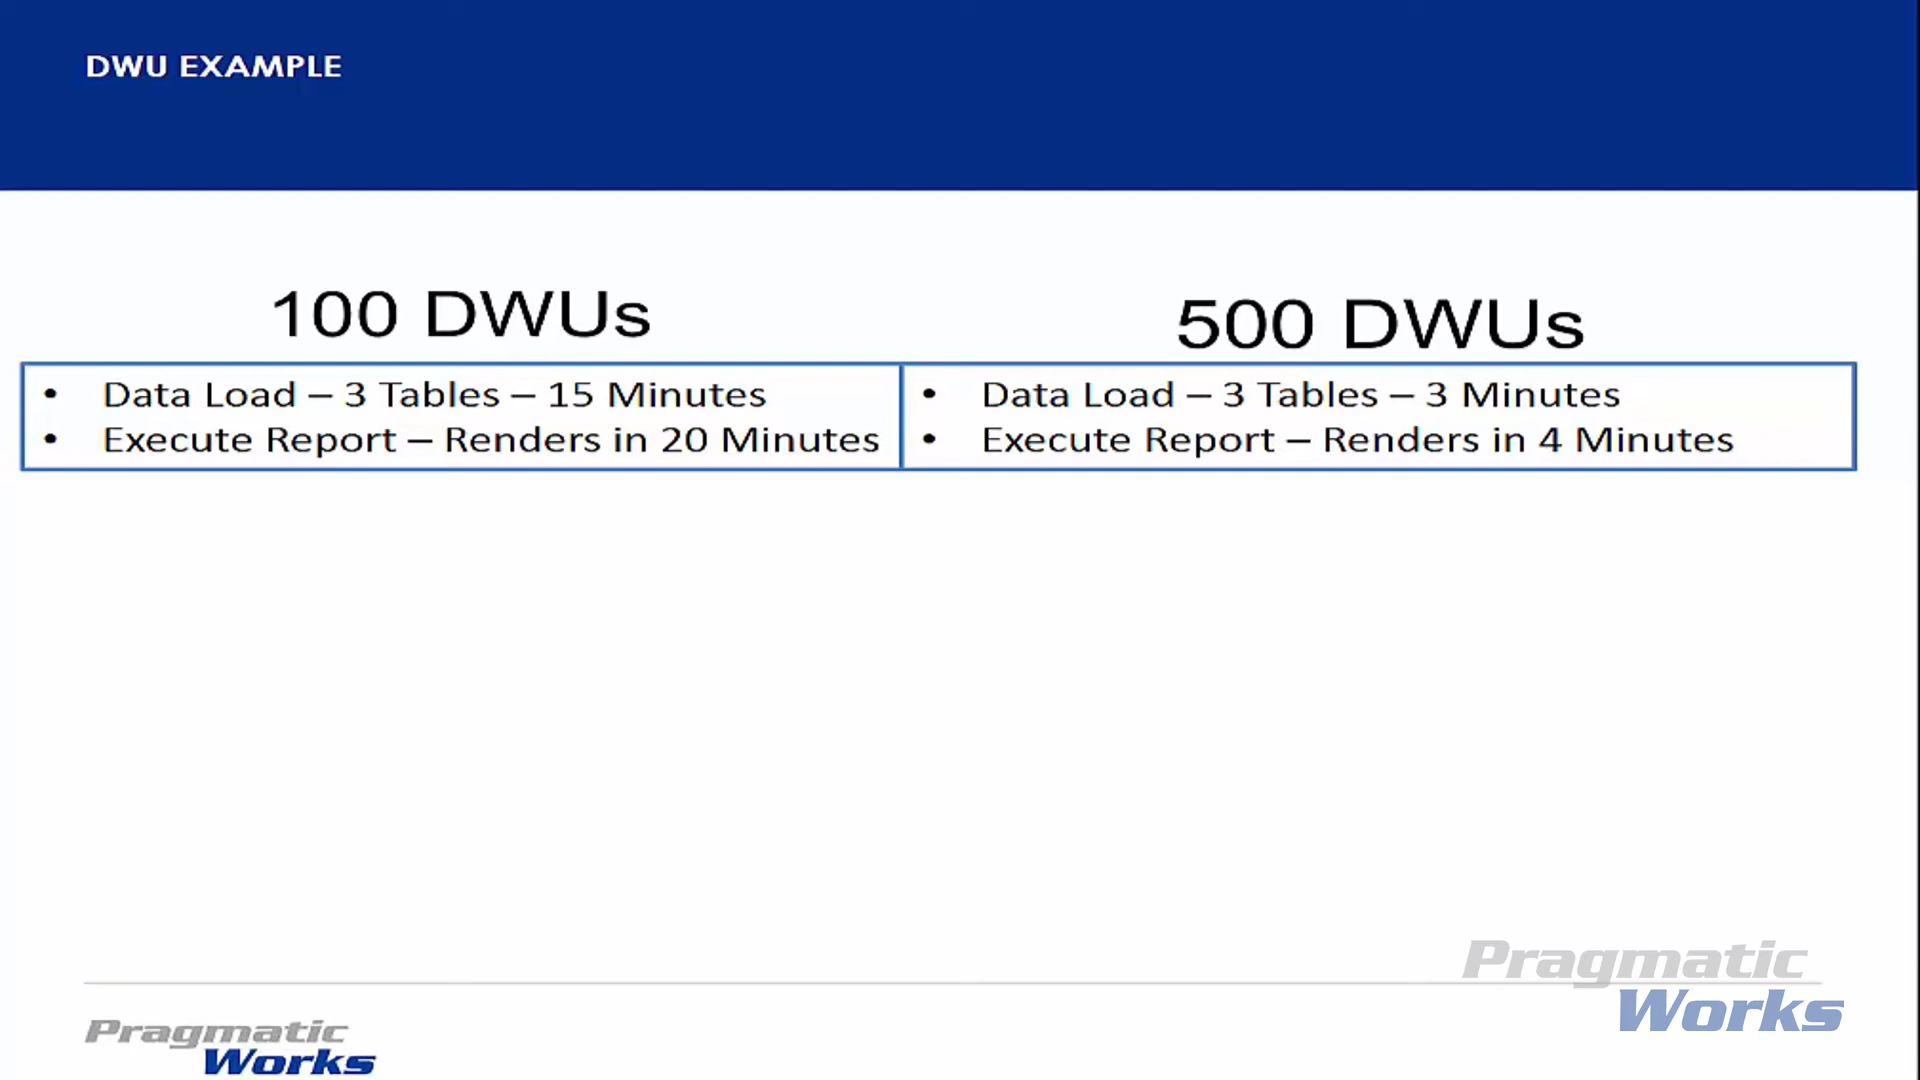 DWU EXAMPLE
100 DWUs
• Data Load – 3 Tables – 15 Minutes
• Execute Report – Renders in 20 Minutes
500 DWUs
• Data Load – 3 Tables – 3 Minutes
• Execute Report – Renders in 4 Minutes
Pragmatic
Works
Pragmatic
Works